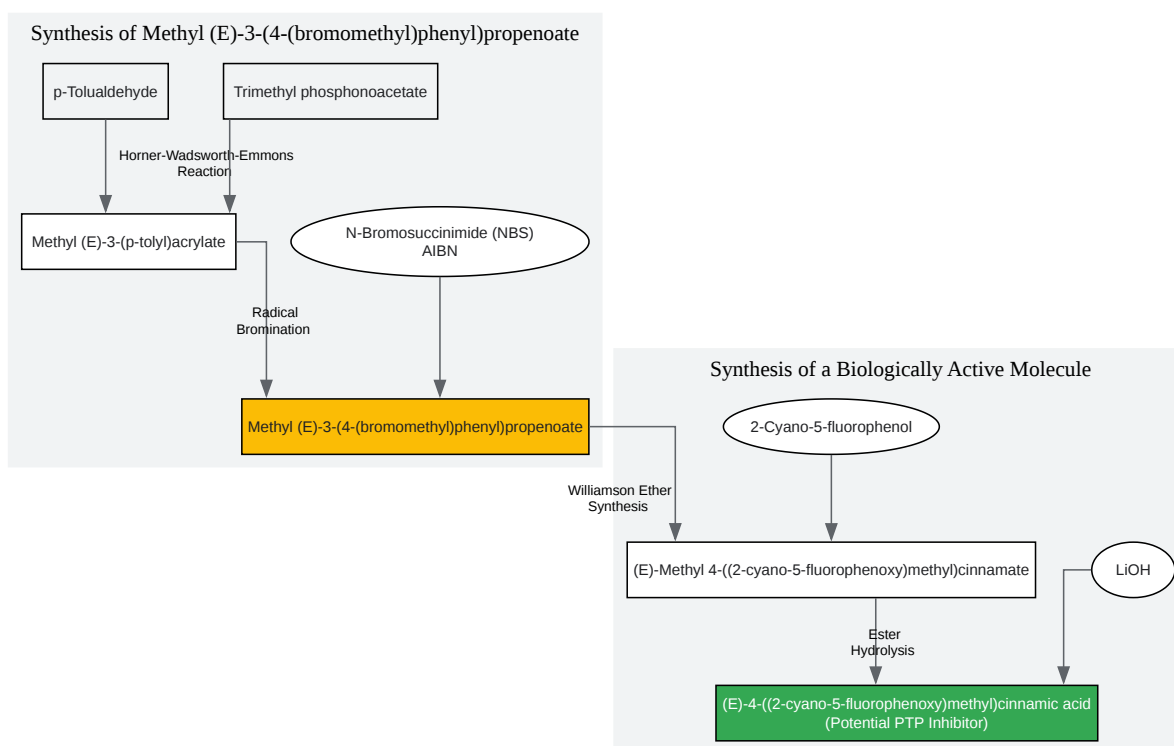 Synthesis of Methyl (E)-3-(4-(bromomethyl)phenyl)propenoate
p-Tolualdehyde
Trimethyl phosphonoacetate
Horner-Wadsworth-Emmons
Reaction
Methyl (E)-3-(p-tolyl)acrylate
N-Bromosuccinimide (NBS)
AIBN
Radical
Bromination
Methyl (E)-3-(4-(bromomethyl)phenyl)propenoate
Synthesis of a Biologically Active Molecule
2-Cyano-5-fluorophenol
Williamson Ether
Synthesis
(E)-Methyl 4-((2-cyano-5-fluorophenoxy)methyl)cinnamate
LiOH
Ester
Hydrolysis
(E)-4-((2-cyano-5-fluorophenoxy)methyl)cinnamic acid
(Potential PTP Inhibitor)